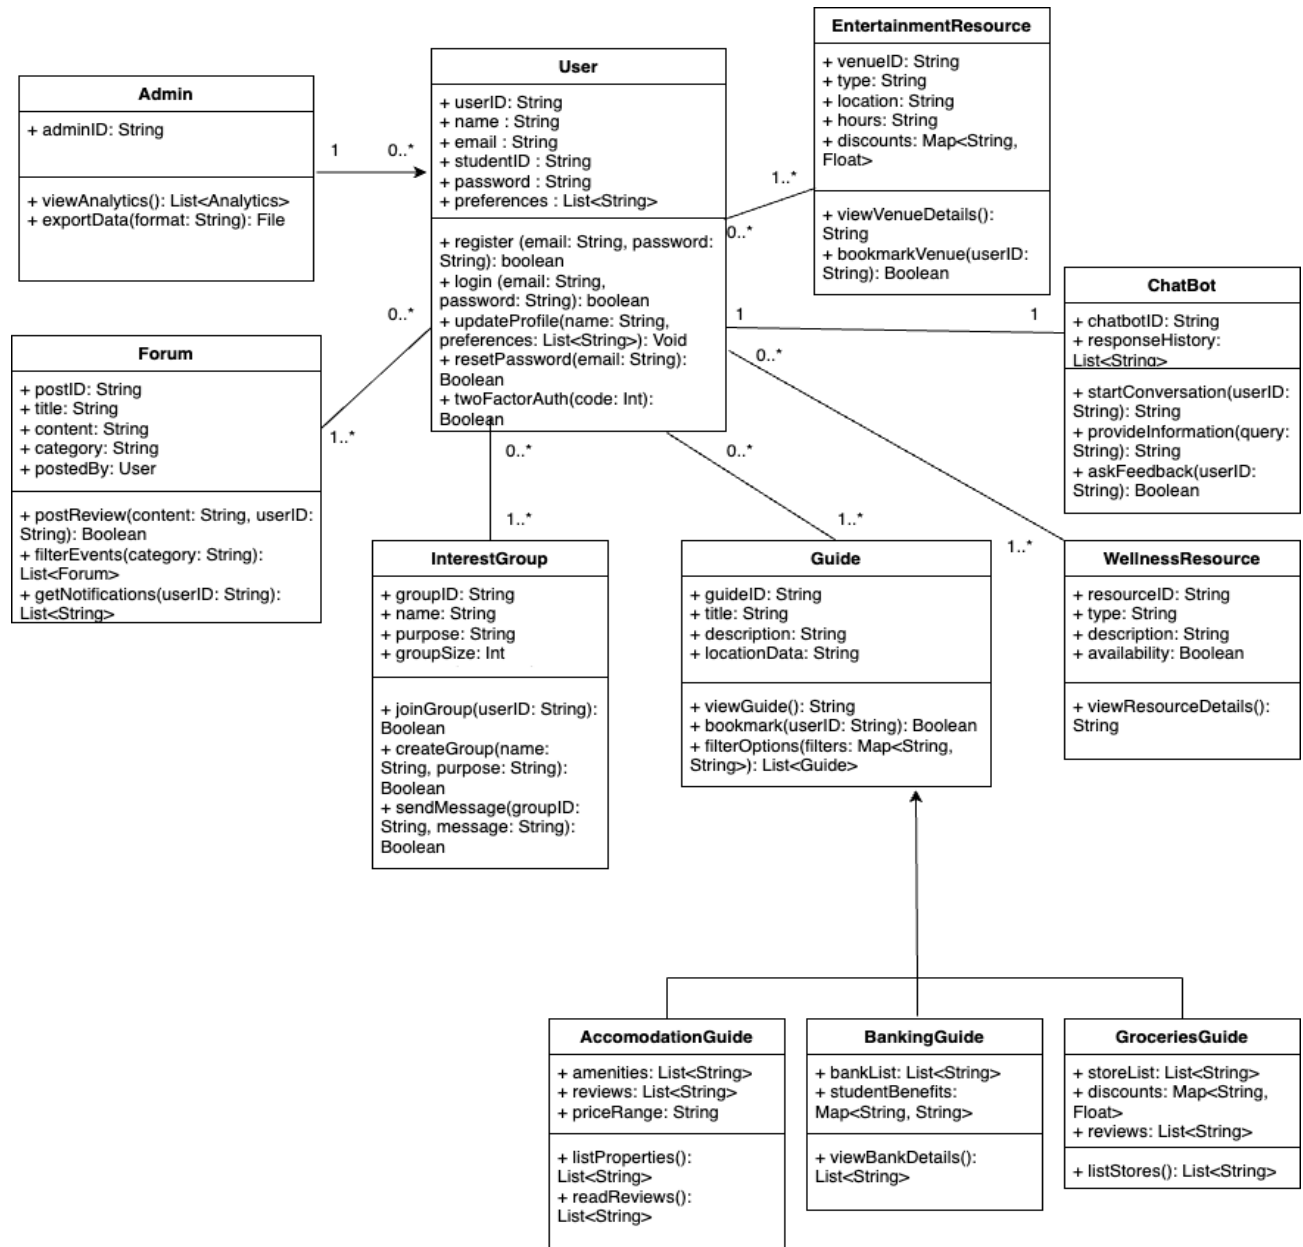 Admin
+ adminID: String
+ viewAnalytics(): List<Analytics>
+ exportData(format: String): File
1
0..*
User
+ userID: String
+ name : String
+ email : String
+ studentID : String
+ password : String
+ preferences : List<String>
+ register (email: String, password:
String): boolean
+ login (email: String,
password: String): boolean
+ updateProfile(name: String,
preferences: List<String>): Void
+ resetPassword(email: String):
Boolean
+ twoFactorAuth(code: Int):
Boolean
EntertainmentResource
+ venueID: String
+ type: String
+ location: String
+ hours: String
+ discounts: Map<String,
Float>
+ viewVenueDetails():
String
+ bookmarkVenue(userID:
String): Boolean
1..*
0..*
ChatBot
+ chatbotID: String
+ responseHistory:
List<String>
+ startConversation(userID:
String): String
+ provideInformation(query:
String): String
+ askFeedback(userID:
String): Boolean
1
1
0..*
0..*
1..*
Forum
+ postID: String
+ title: String
+ content: String
+ category: String
+ postedBy: User
+ postReview(content: String, userID:
String): Boolean
+ filterEvents(category: String):
List<Forum>
+ getNotifications(userID: String):
List<String>
0..*
1..*
0..*
1..*
1..*
InterestGroup
+ groupID: String
+ name: String
+ purpose: String
+ groupSize: Int
+ joinGroup(userID: String):
Boolean
+ createGroup(name:
String, purpose: String):
Boolean
+ sendMessage(groupID:
String, message: String):
Boolean
Guide
+ guideID: String
+ title: String
+ description: String
+ locationData: String
+ viewGuide(): String
+ bookmark(userID: String): Boolean
+ filterOptions(filters: Map<String,
String>): List<Guide>
WellnessResource
+ resourceID: String
+ type: String
+ description: String
+ availability: Boolean
+ viewResourceDetails():
String
AccomodationGuide
+ amenities: List<String>
+ reviews: List<String>
+ priceRange: String
+ listProperties():
List<String>
+ readReviews():
List<String>
BankingGuide
+ bankList: List<String>
+ studentBenefits:
Map<String, String>
+ viewBankDetails():
List<String>
GroceriesGuide
+ storeList: List<String>
+ discounts: Map<String,
Float>
+ reviews: List<String>
+ listStores(): List<String>